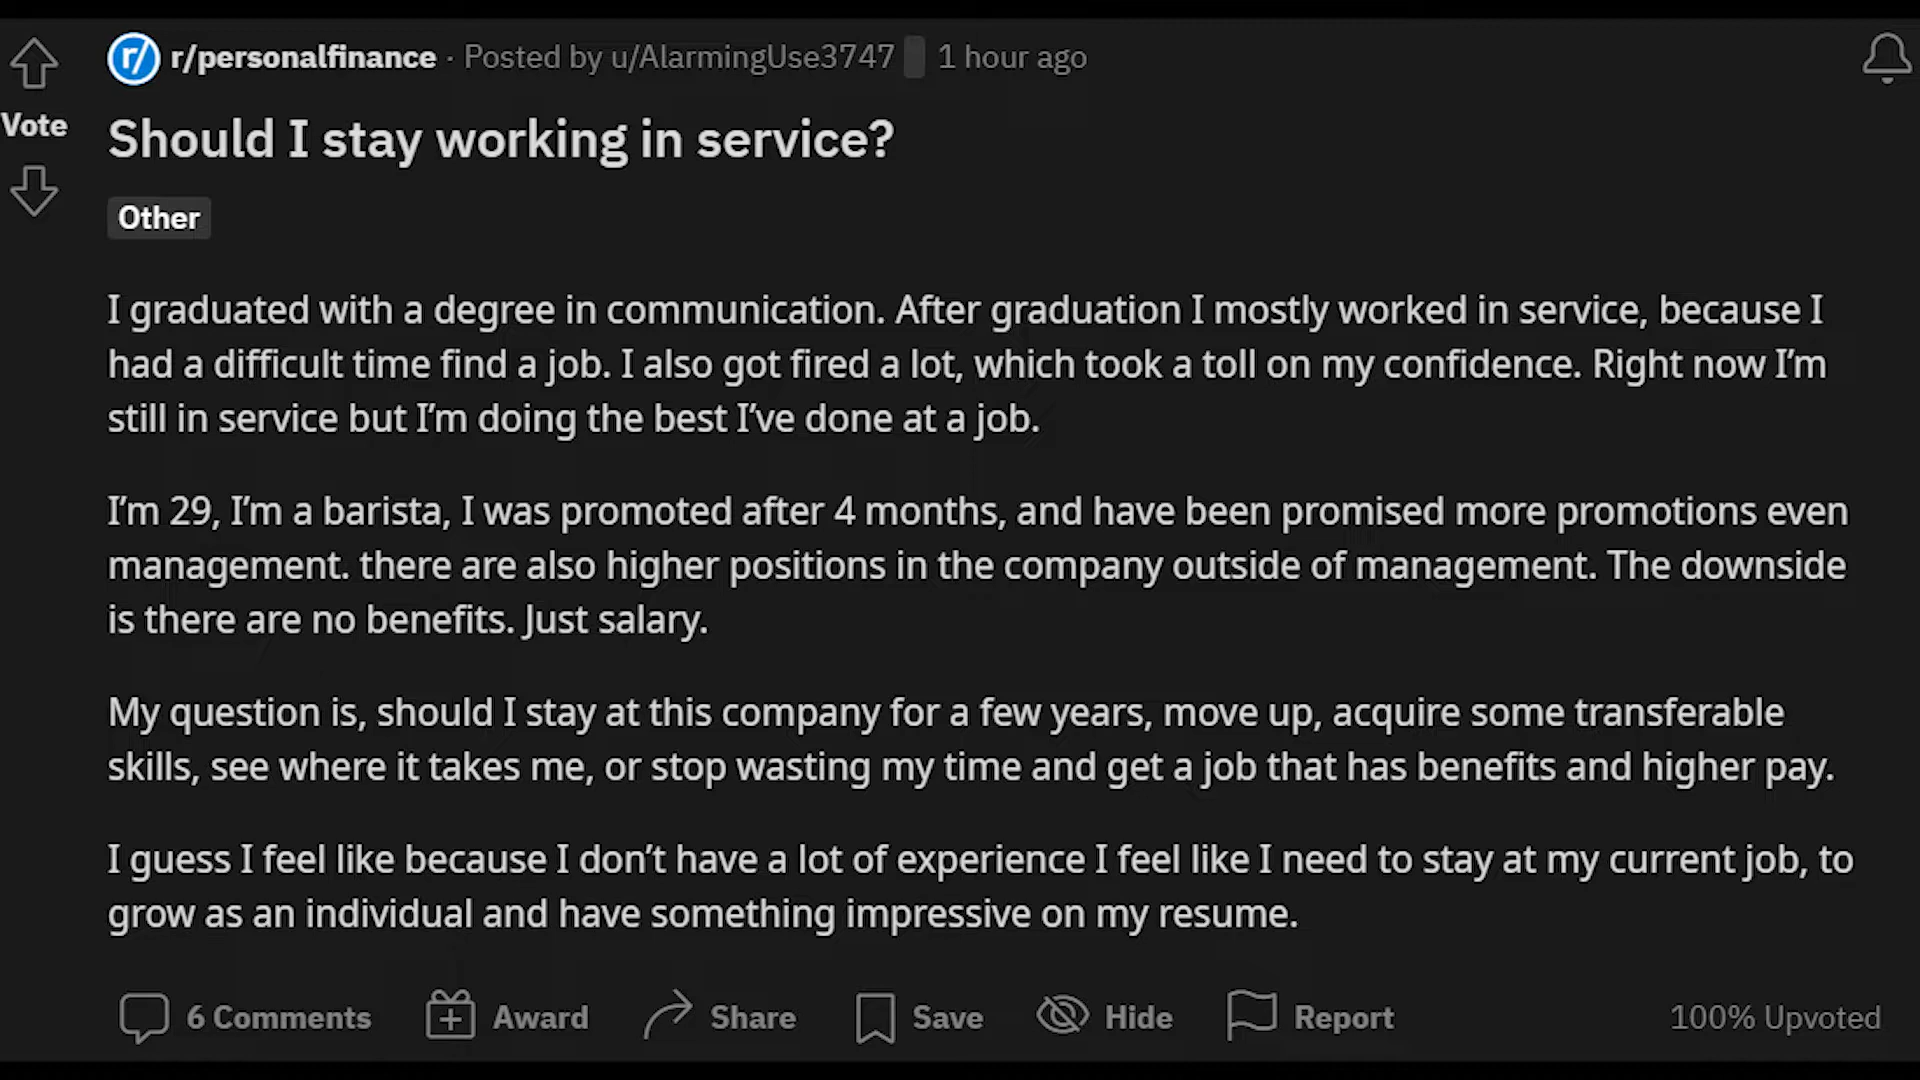 r/personalfinance · Posted by u/AlarmingUse3747 1 hour ago
Vote
Should I stay working in service?
Other
I graduated with a degree in communication. After graduation I mostly worked in service, because I
had a difficult time find a job. I also got fired a lot, which took a toll on my confidence. Right now I’m
still in service but I’m doing the best I’ve done at a job.
I’m 29, I’m a barista, I was promoted after 4 months, and have been promised more promotions even
management. there are also higher positions in the company outside of management. The downside
is there are no benefits. Just salary.
My question is, should I stay at this company for a few years, move up, acquire some transferable
skills, see where it takes me, or stop wasting my time and get a job that has benefits and higher pay.
I guess I feel like because I don’t have a lot of experience I feel like I need to stay at my current job, to
grow as an individual and have something impressive on my resume.
6 Comments Award Share Save Hide Report 100% Upvoted